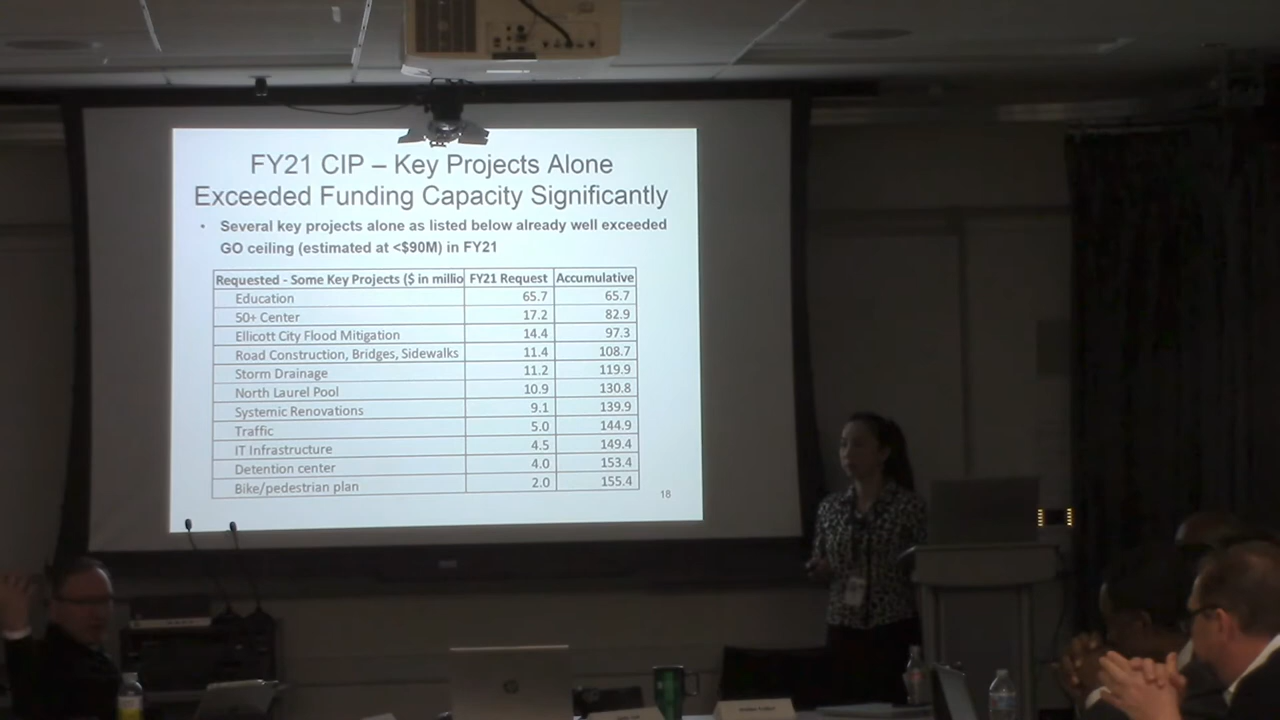 FY21 CIP – Key Projects Alone
Exceeded Funding Capacity Significantly
• Several key projects alone as listed below already well exceeded
GO ceiling (estimated at <$90M) in FY21
Requested - Some Key Projects ($ in millio FY21 Request Accumulative
Education 65.7 65.7
50+ Center 17.2 82.9
Ellicott City Flood Mitigation 14.4 97.3
Road Construction, Bridges, Sidewalks 11.4 108.7
Storm Drainage 11.2 119.9
North Laurel Pool 10.9 130.8
Systemic Renovations 9.1 139.9
Traffic 5.0 144.9
IT Infrastructure 4.5 149.4
Detention center 4.0 153.4
Bike/pedestrian plan 2.0 155.4
18
hp